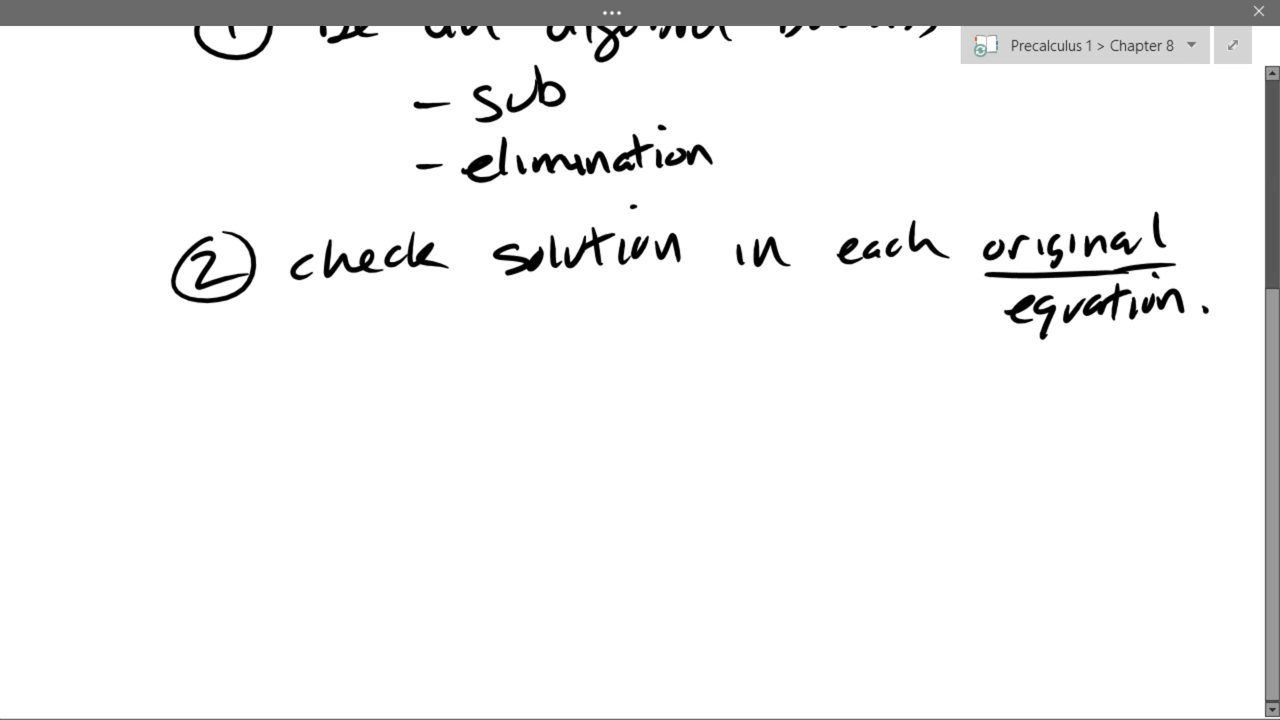 Precalculus 1 > Chapter 8
- sub
- elimination
② check solution in each original
equation.